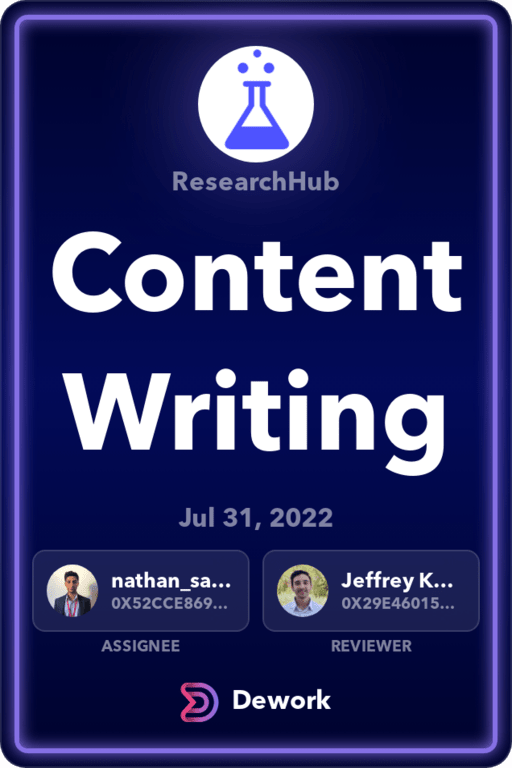 ResearchHub
Content
Writing
Jul 31, 2022
nathan_sa...
0X52CCE869...
ASSIGNEE
Jeffrey K...
0X29E46015...
REVIEWER
Dework